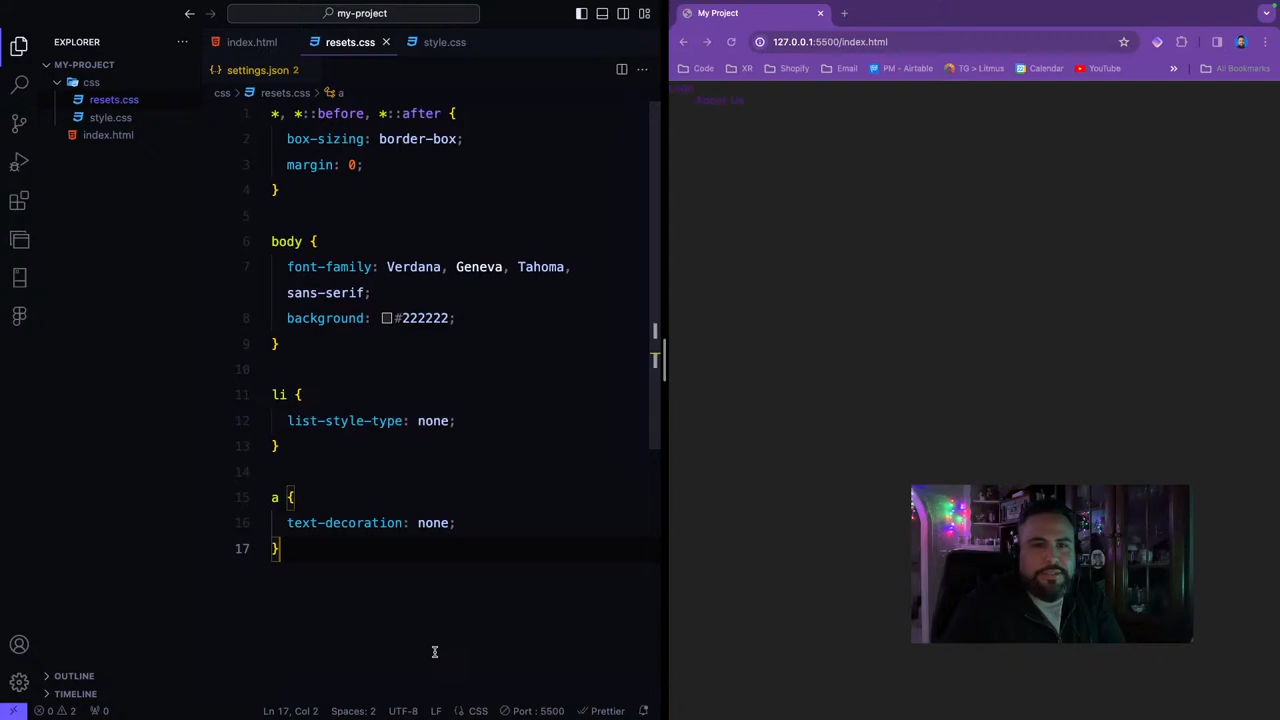 my-project
EXPLORER
MY-PROJECT
css
resets.css
style.css
index.html
OUTLINE
TIMELINE
index.html
resets.css
style.css
settings.json 2
css > resets.css > a
1 *, *::before, *::after {
2 box-sizing: border-box;
3 margin: 0;
4 }
5
6 body {
7 font-family: Verdana, Geneva, Tahoma,
sans-serif;
8 background: #222222;
9 }
10
11 li {
12 list-style-type: none;
13 }
14
15 a {
16 text-decoration: none;
17 }
0 2 0 Ln 17, Col 2 Spaces: 2 UTF-8 LF CSS Port : 5500 Prettier
My Project
127.0.0.1:5500/index.html
Code XR Shopify Email PM - Airtable TG > Litmus Calendar YouTube » All Bookmarks
About Us